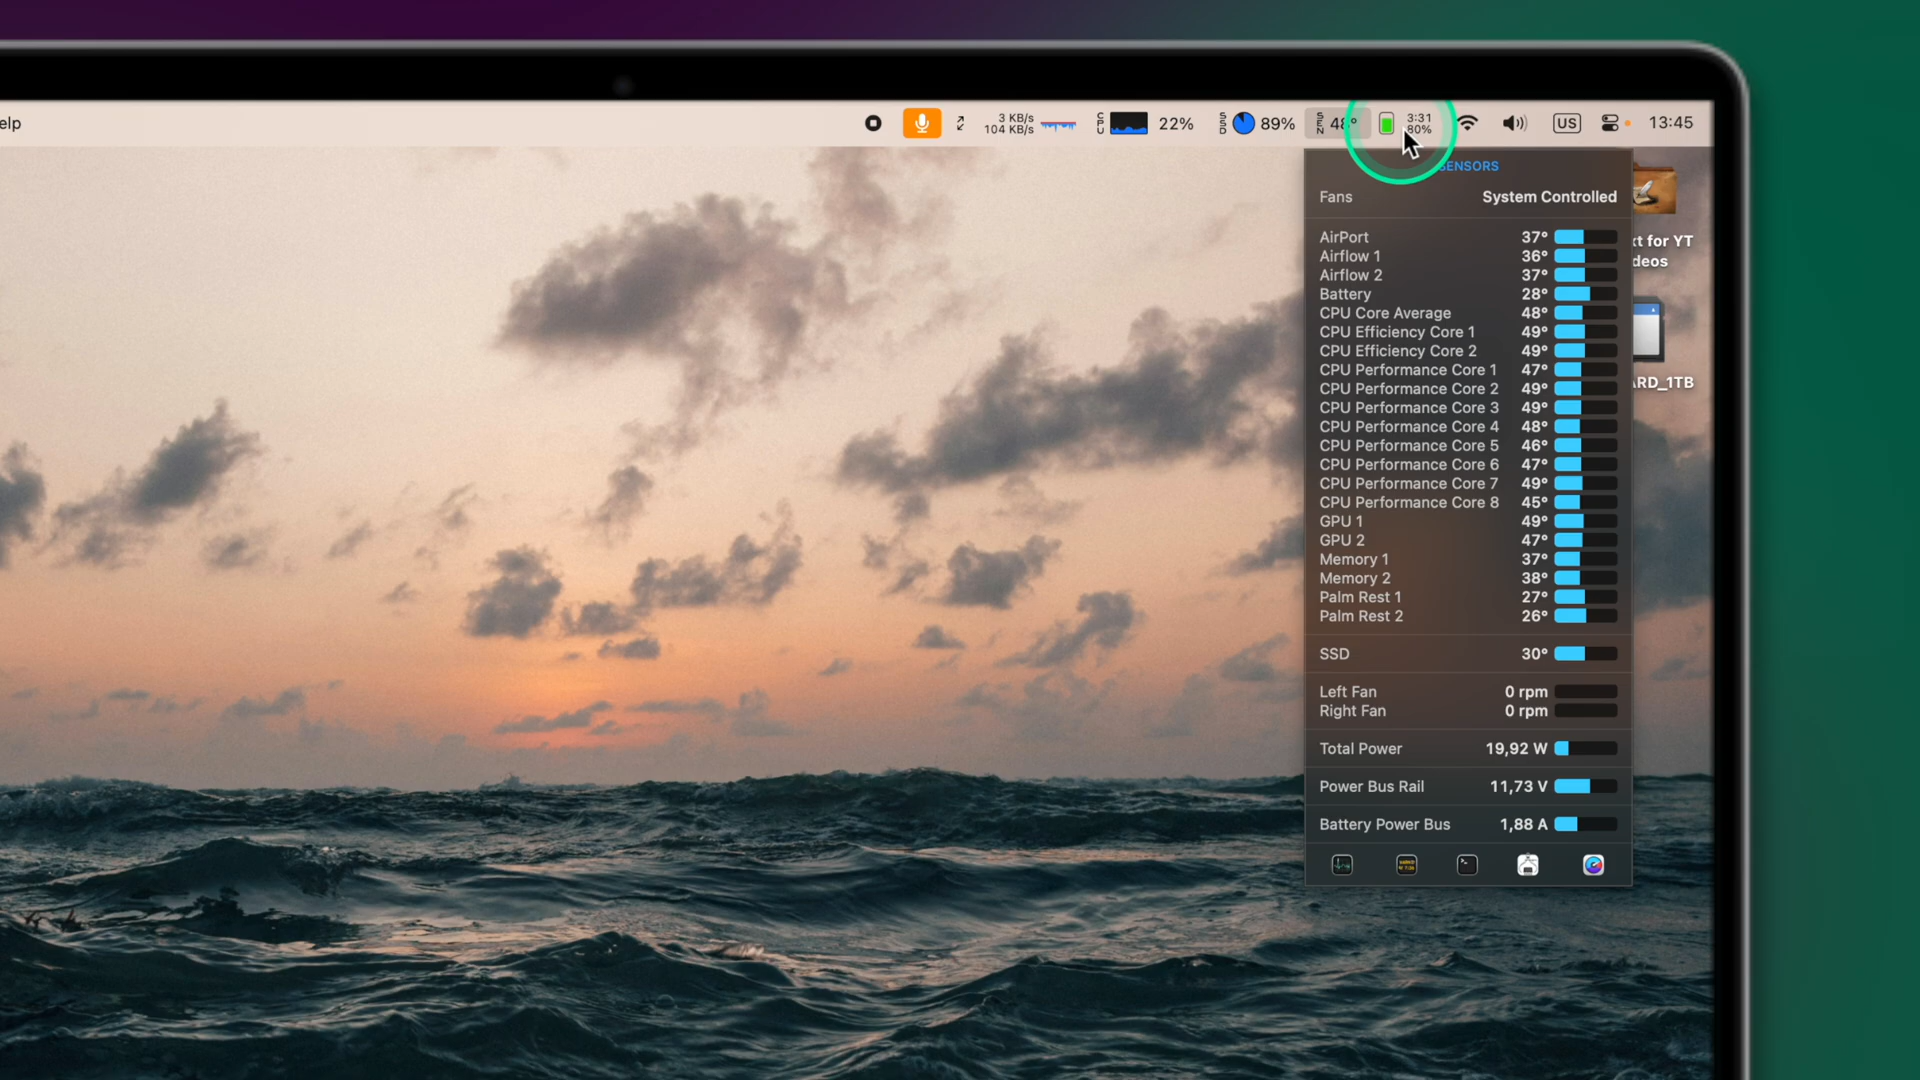 elp
3 KB/s
104 KB/s
CPU
22%
SSD
89%
SEN
48°
3:31
80%
US
13:45
SENSORS
Fans System Controlled
AirPort 37°
Airflow 1 36°
Airflow 2 37°
Battery 28°
CPU Core Average 48°
CPU Efficiency Core 1 49°
CPU Efficiency Core 2 49°
CPU Performance Core 1 47°
CPU Performance Core 2 49°
CPU Performance Core 3 49°
CPU Performance Core 4 48°
CPU Performance Core 5 46°
CPU Performance Core 6 47°
CPU Performance Core 7 49°
CPU Performance Core 8 45°
GPU 1 49°
GPU 2 47°
Memory 1 37°
Memory 2 38°
Palm Rest 1 27°
Palm Rest 2 26°
SSD 30°
Left Fan 0 rpm
Right Fan 0 rpm
Total Power 19,92 W
Power Bus Rail 11,73 V
Battery Power Bus 1,88 A
xt for YT
deos
ARD_1TB